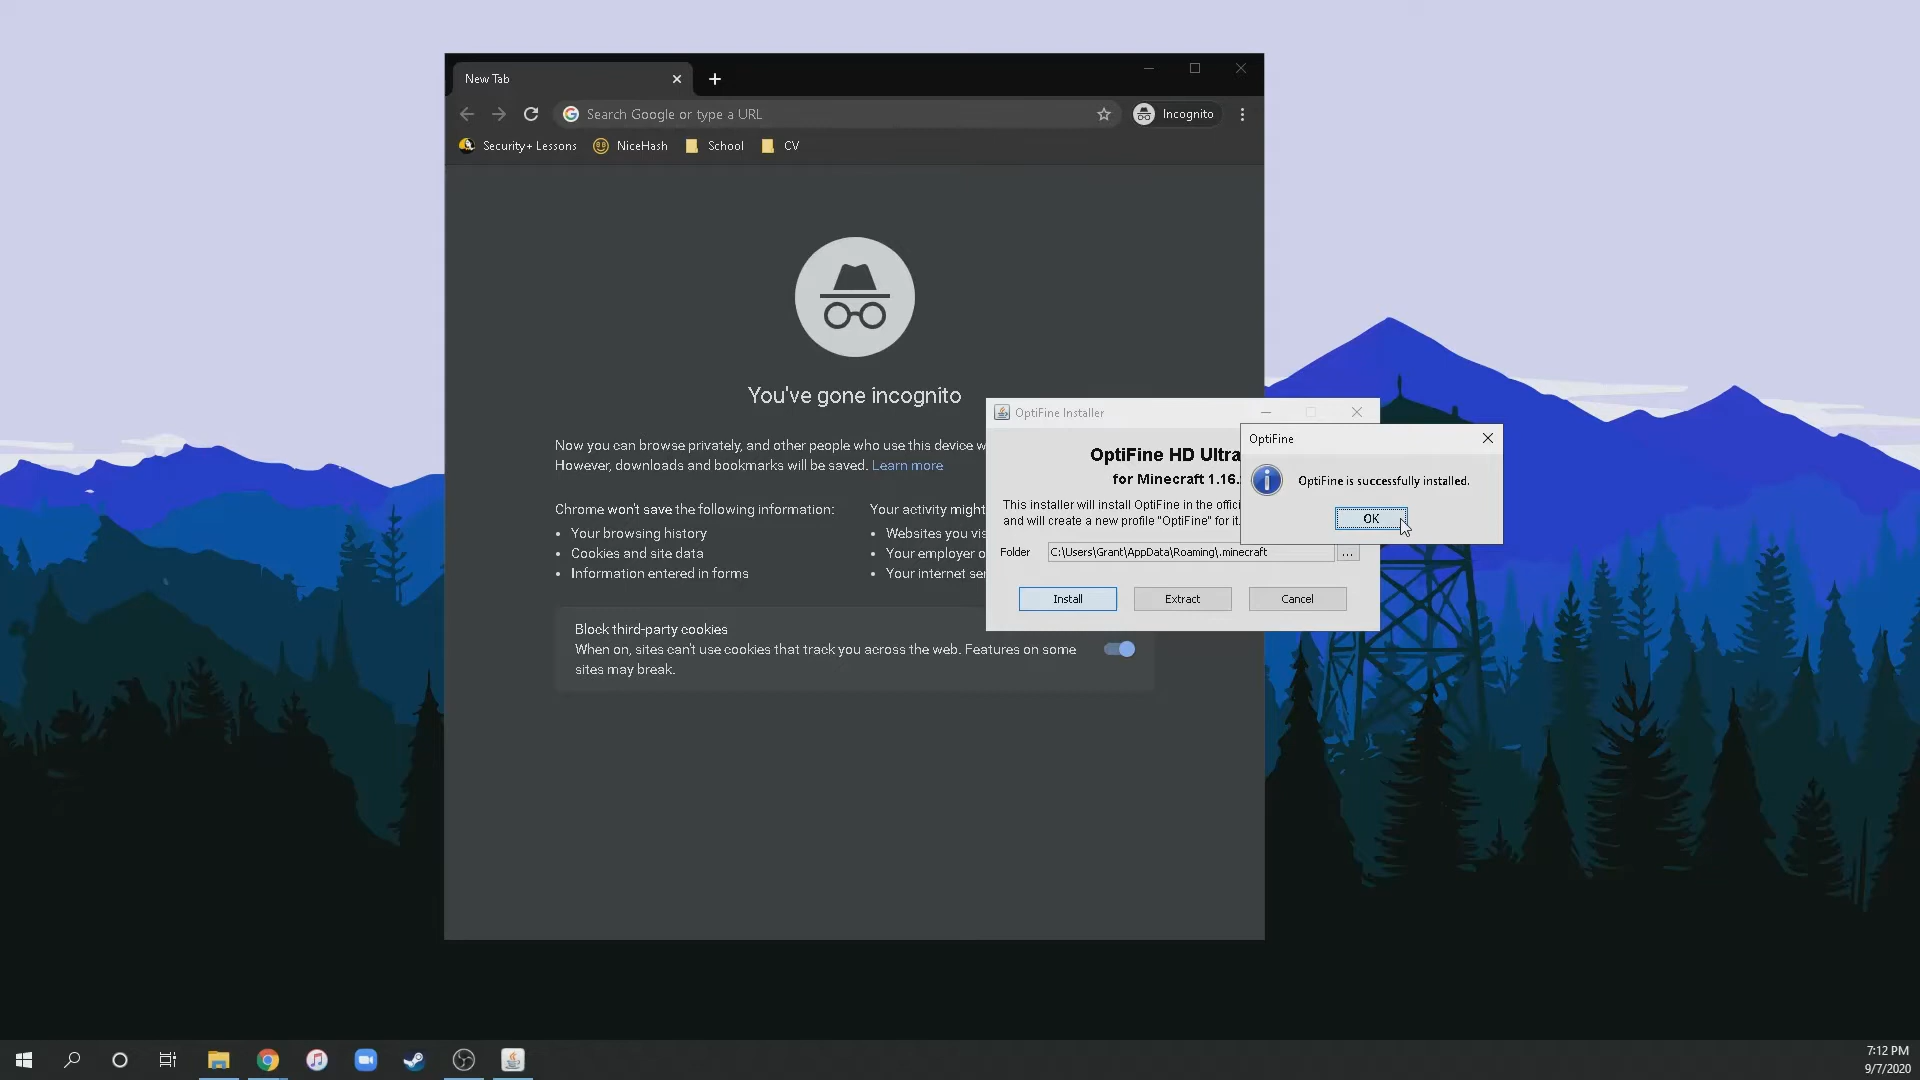 New Tab
Search Google or type a URL
Incognito
Security+ Lessons
NiceHash
School
CV
You've gone incognito
Now you can browse privately, and other people who use this device w
However, downloads and bookmarks will be saved. Learn more
Chrome won't save the following information:
Your browsing history
Cookies and site data
Information entered in forms
Your activity might
Websites you vis
Your employer o
Your internet ser
Block third-party cookies
When on, sites can't use cookies that track you across the web. Features on some
sites may break.
OptiFine Installer
OptiFine HD Ultra
for Minecraft 1.16.
This installer will install OptiFine in the offici
and will create a new profile "OptiFine" for it.
Folder
C:\Users\Grant\AppData\Roaming\.minecraft
...
Install
Extract
Cancel
OptiFine
OptiFine is successfully installed.
OK
7:12 PM
9/7/2020